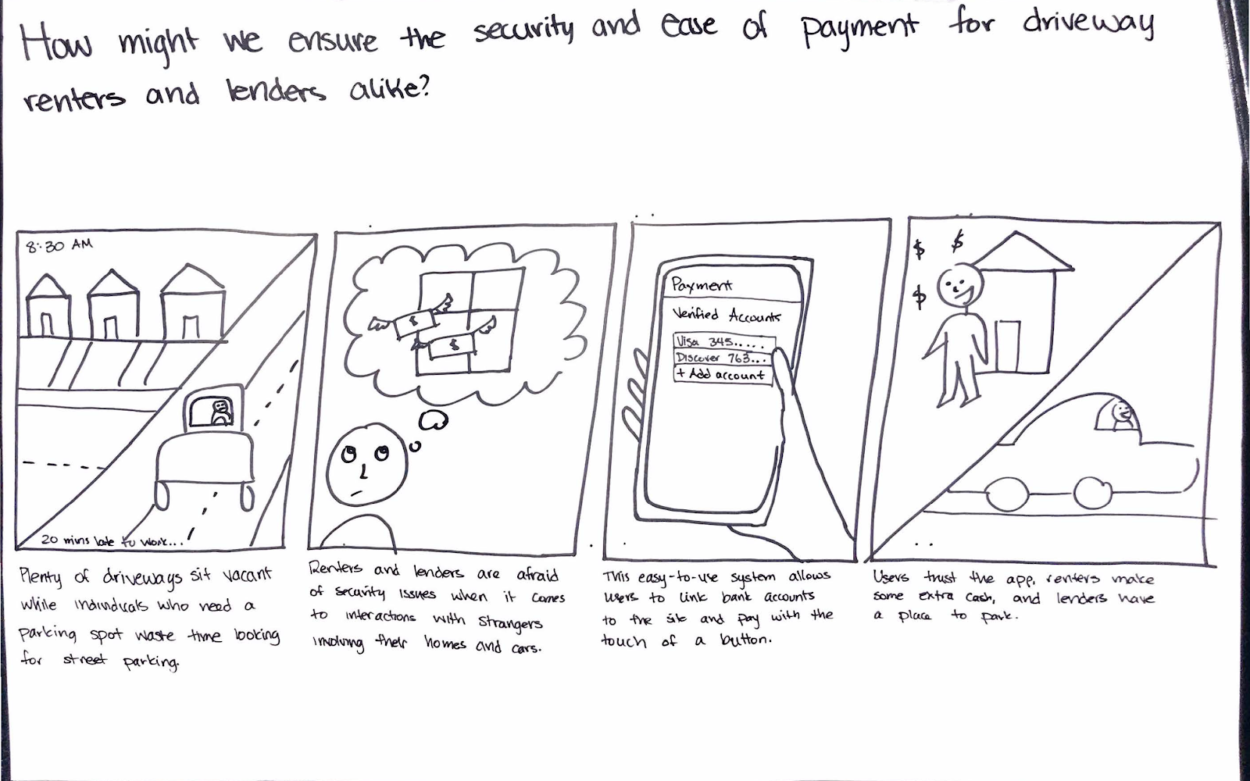 How might we ensure the security and ease of payment for driveway
renters and lenders alike?
8:30 AM
20 mins late to work...
Plenty of driveways sit vacant
while individuals who need a
parking spot waste time looking
for street parking.
$
$
Renters and lenders are afraid
of security issues when it comes
to interactions with strangers
involving their homes and cars.
Payment
Verified Accounts
Visa 345.....
Discover 763...
+ Add account
This easy-to-use system allows
users to link bank accounts
to the site and pay with the
touch of a button.
$ $
$
Users trust the app, renters make
some extra cash, and lenders have
a place to park.